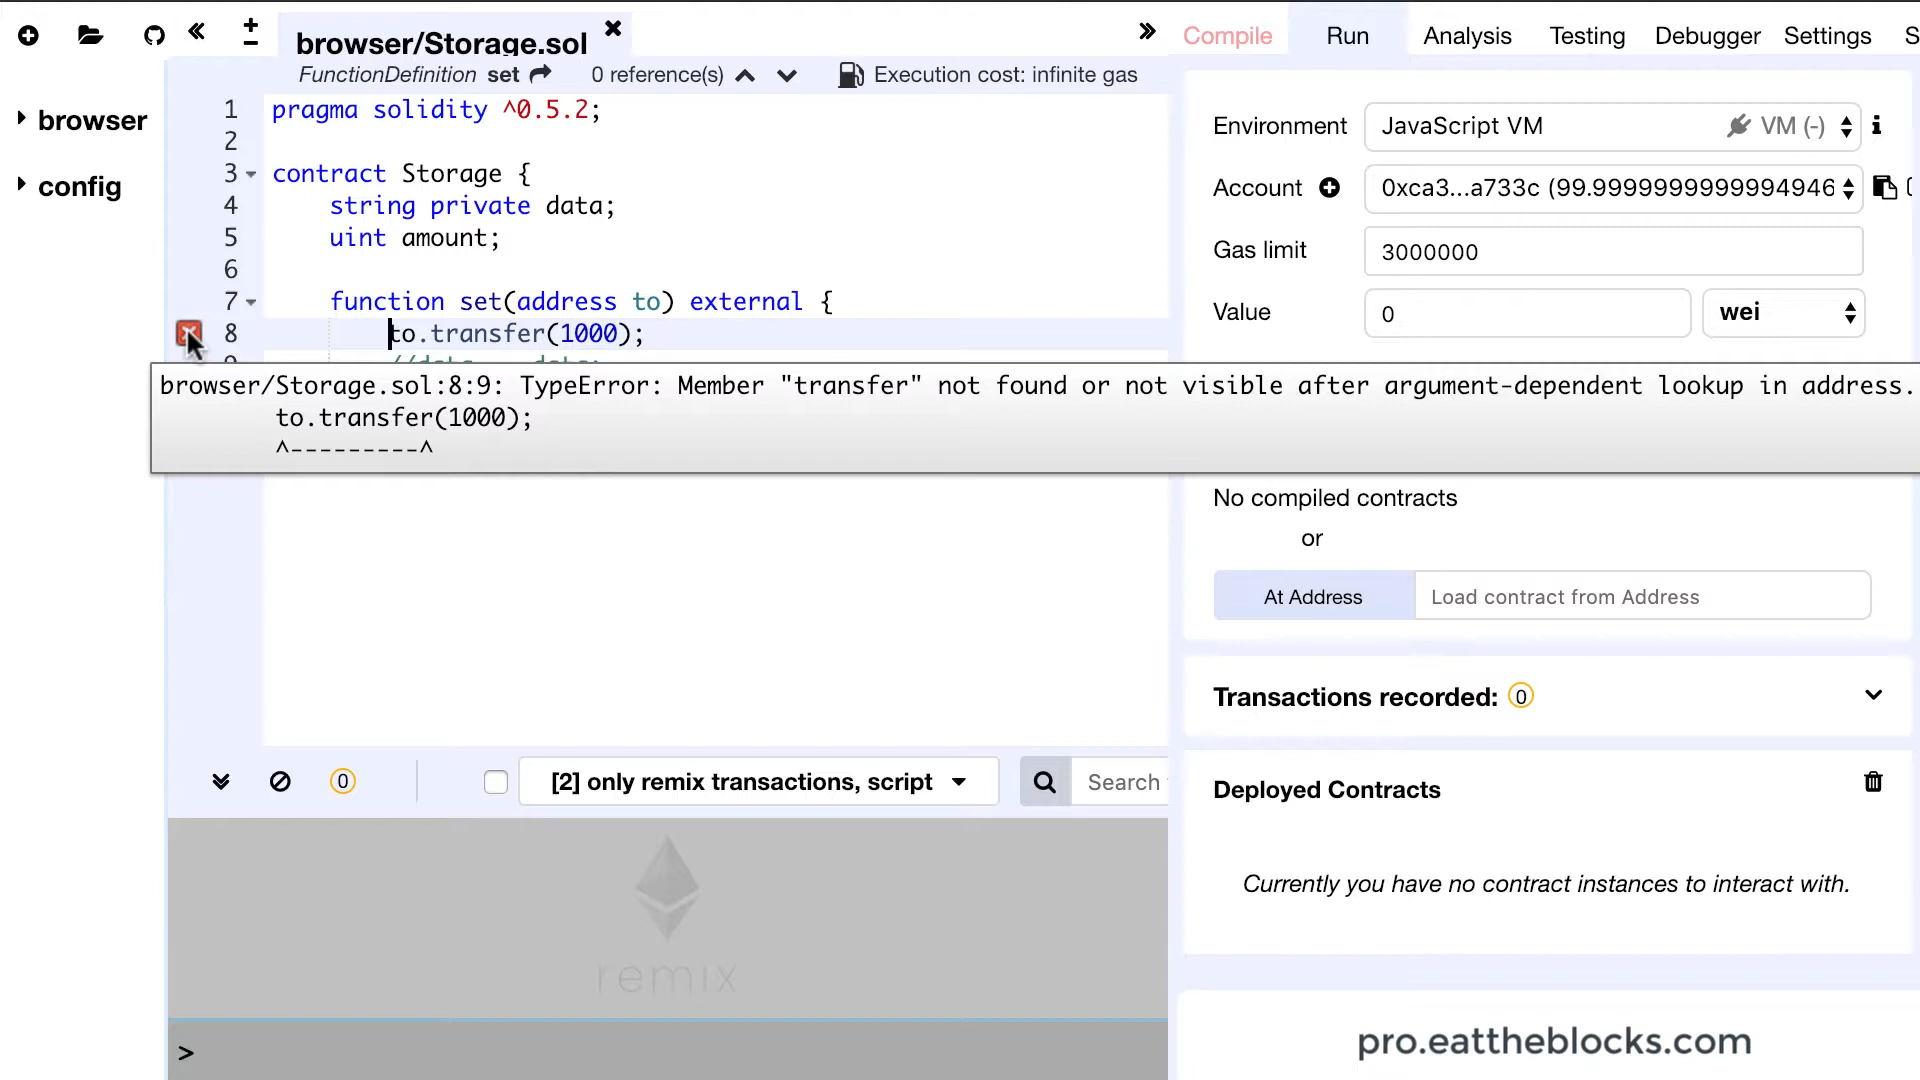 browser/Storage.sol
Compile Run Analysis Testing Debugger Settings S
FunctionDefinition set 0 reference(s) Execution cost: infinite gas
browser
config
1 pragma solidity ^0.5.2;
2
3 contract Storage {
4 string private data;
5 uint amount;
6
7 function set(address to) external {
8 to.transfer(1000);
browser/Storage.sol:8:9: TypeError: Member "transfer" not found or not visible after argument-dependent lookup in address.
to.transfer(1000);
^---------^
Environment JavaScript VM VM (-)
Account 0xca3...a733c (99.9999999999994946
Gas limit 3000000
Value 0 wei
No compiled contracts
or
At Address Load contract from Address
Transactions recorded: 0
0 [2] only remix transactions, script Search
Deployed Contracts
Currently you have no contract instances to interact with.
remix
>
pro.eattheblocks.com